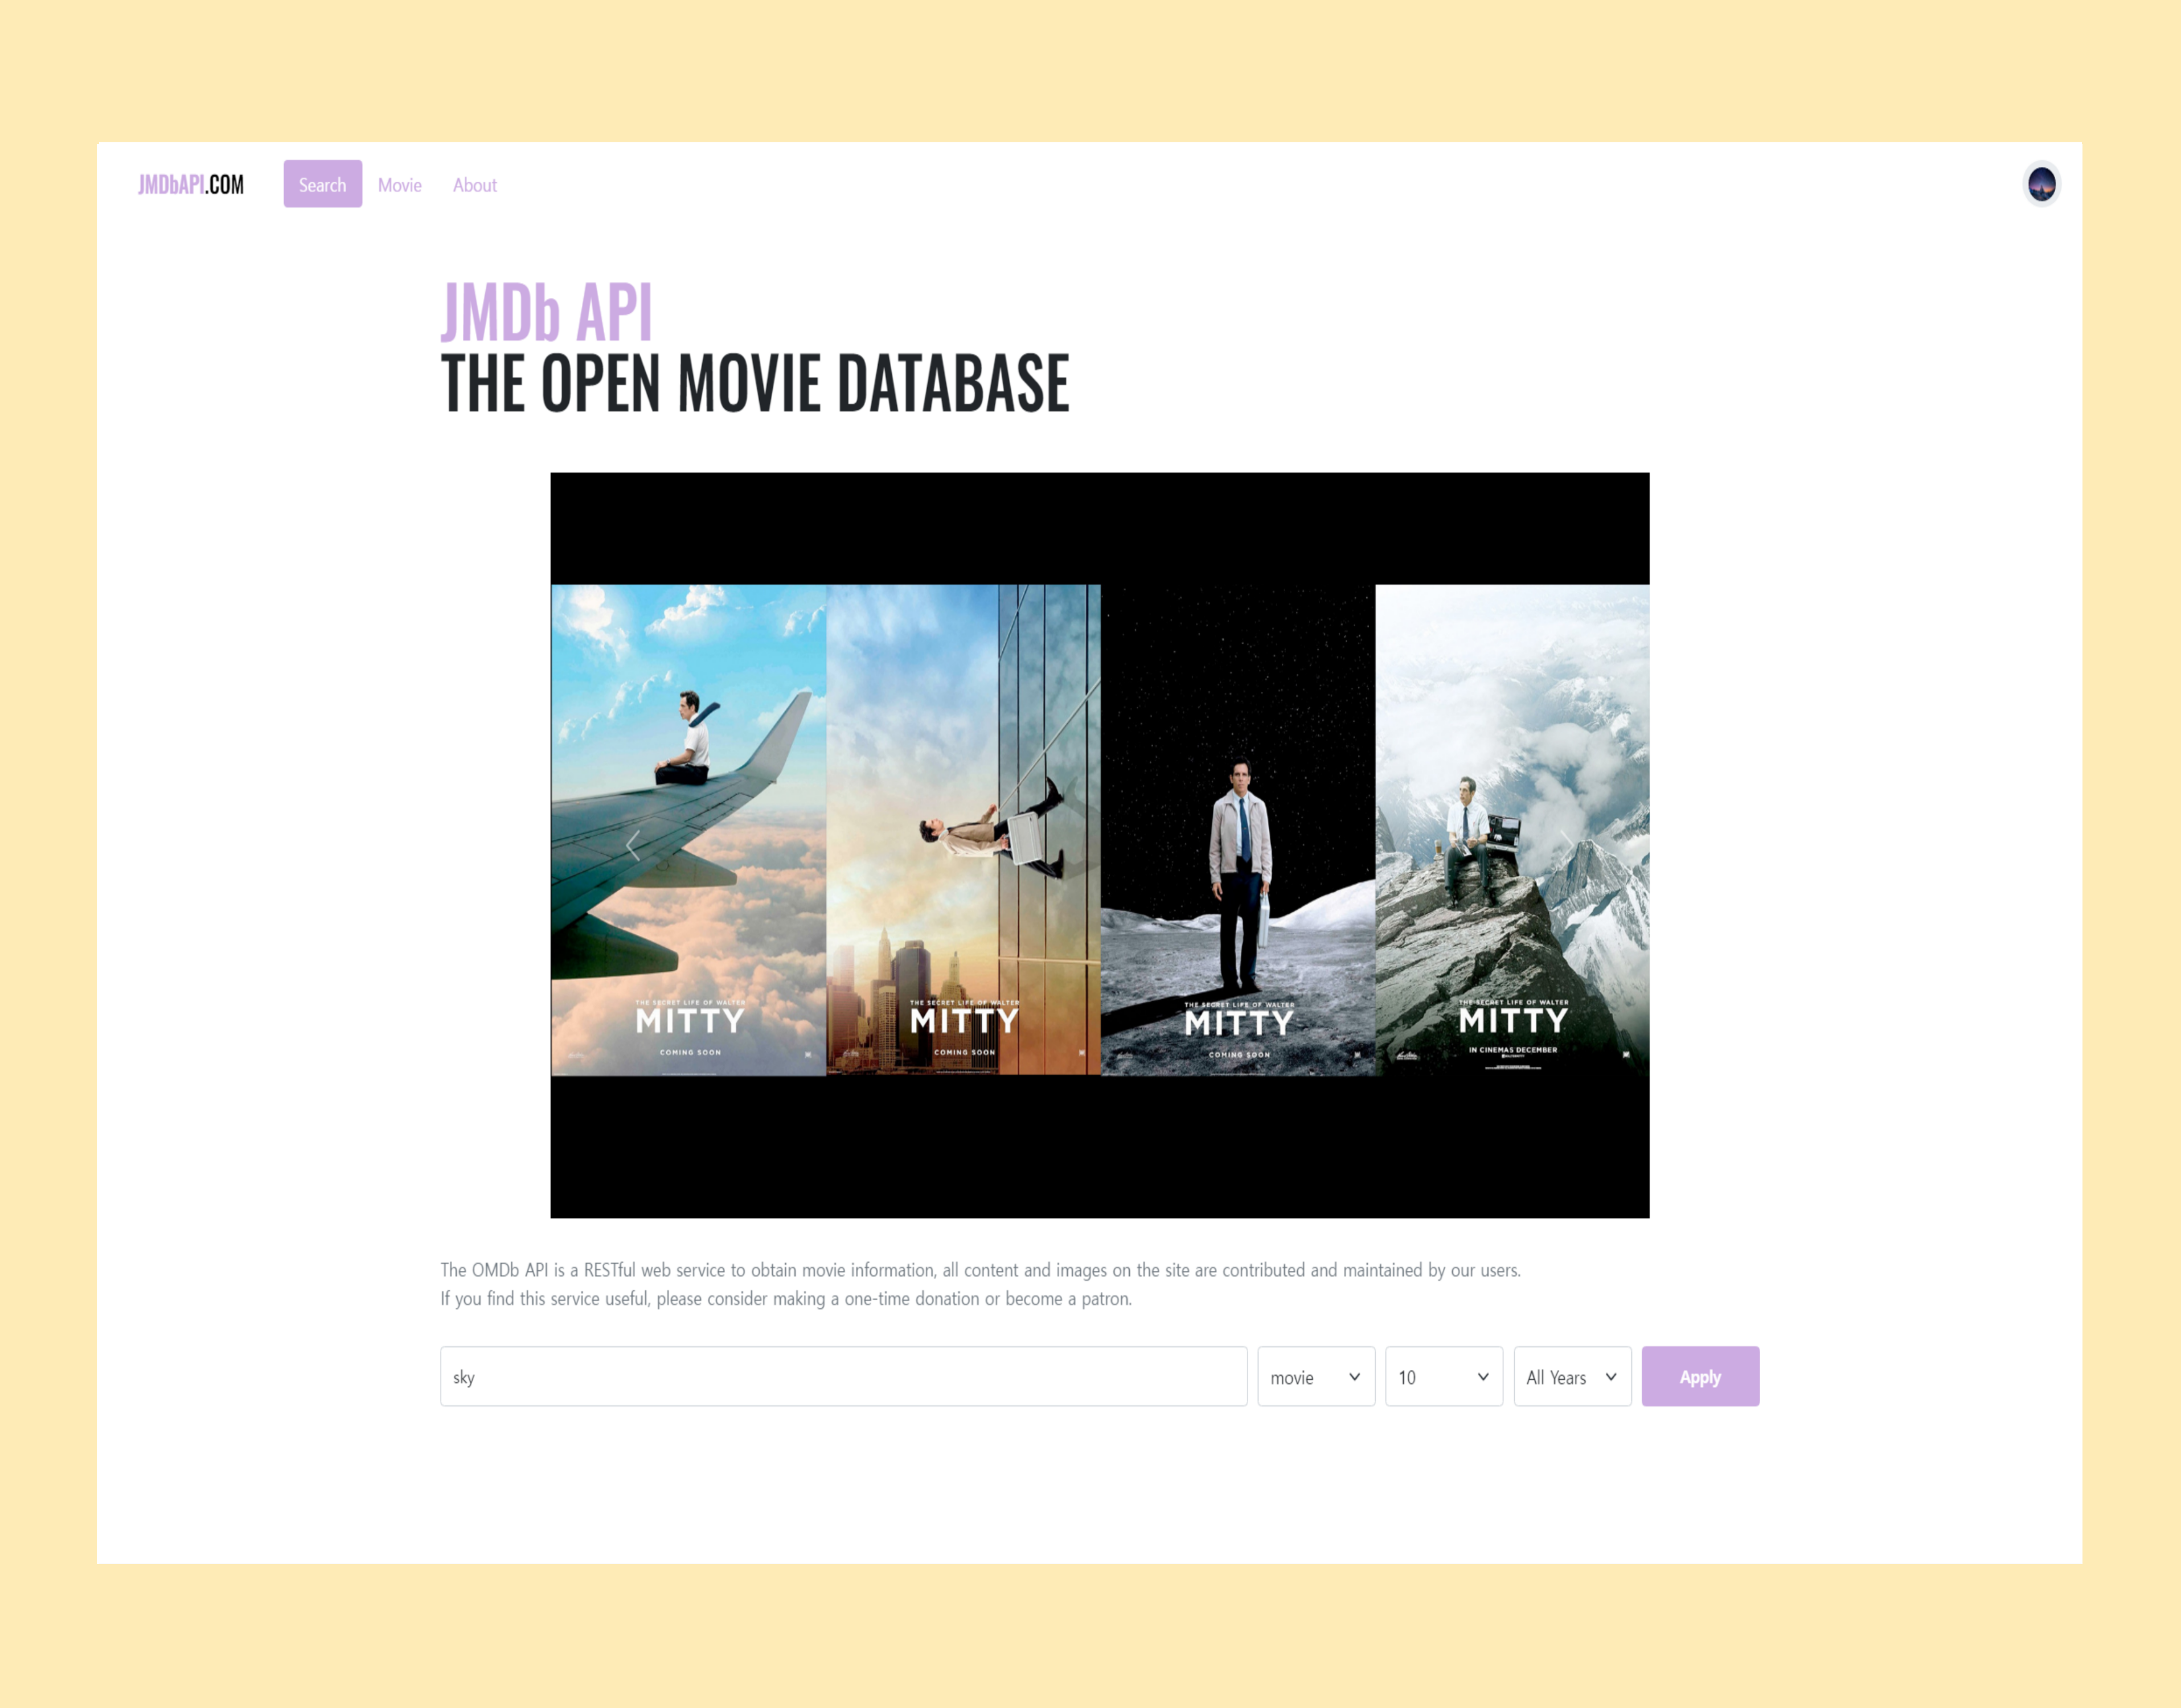 JMDbAPI.COM
Search
Movie
About
JMDb API
THE OPEN MOVIE DATABASE
THE SECRET LIFE OF WALTER
MITTY
COMING SOON
THE SECRET LIFE OF WALTER
MITTY
COMING SOON
THE SECRET LIFE OF WALTER
MITTY
COMING SOON
THE SECRET LIFE OF WALTER
MITTY
IN CINEMAS DECEMBER
The OMDb API is a RESTful web service to obtain movie information, all content and images on the site are contributed and maintained by our users.
If you find this service useful, please consider making a one-time donation or become a patron.
sky
movie
10
All Years
Apply